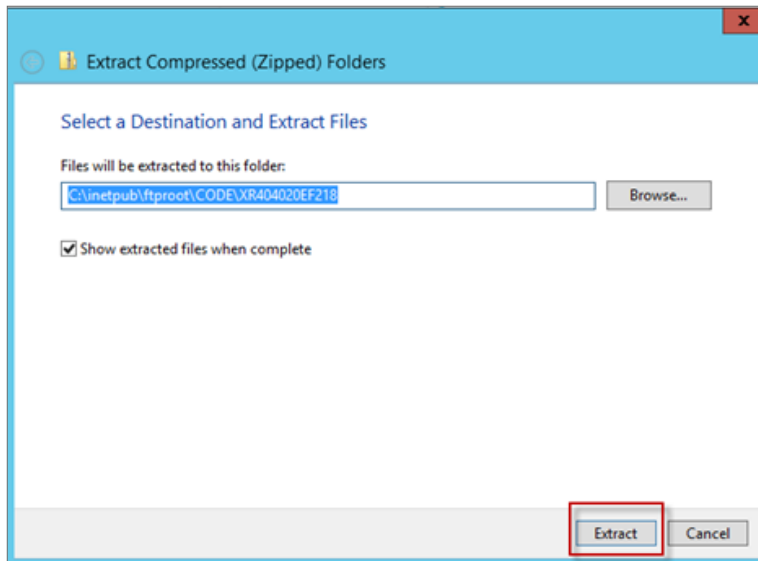 x
Extract Compressed (Zipped) Folders
Select a Destination and Extract Files
Files will be extracted to this folder:
C:\inetpub\ftproot\CODE\XR404020EF218
Browse...
Show extracted files when complete
Extract
Cancel